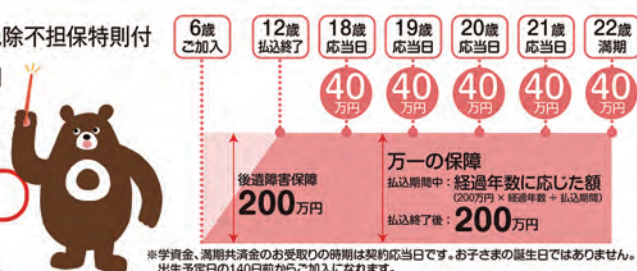 除不担保特則付
6歳
ご加入
12歳
払込終了
18歳
応当日
19歳
応当日
20歳
応当日
21歳
応当日
22歳
満期
40
万円
40
万円
40
万円
40
万円
40
万円
後遺障害保障
200万円
万一の保障
払込期間中：経過年数に応じた額
(200万円 × 経過年数 ÷ 払込期間)
払込終了後：200万円
※学資金、満期共済金のお受取りの時期は契約応当日です。お子さまの誕生日ではありません。
出生予定日の140日前からご加入になれます。